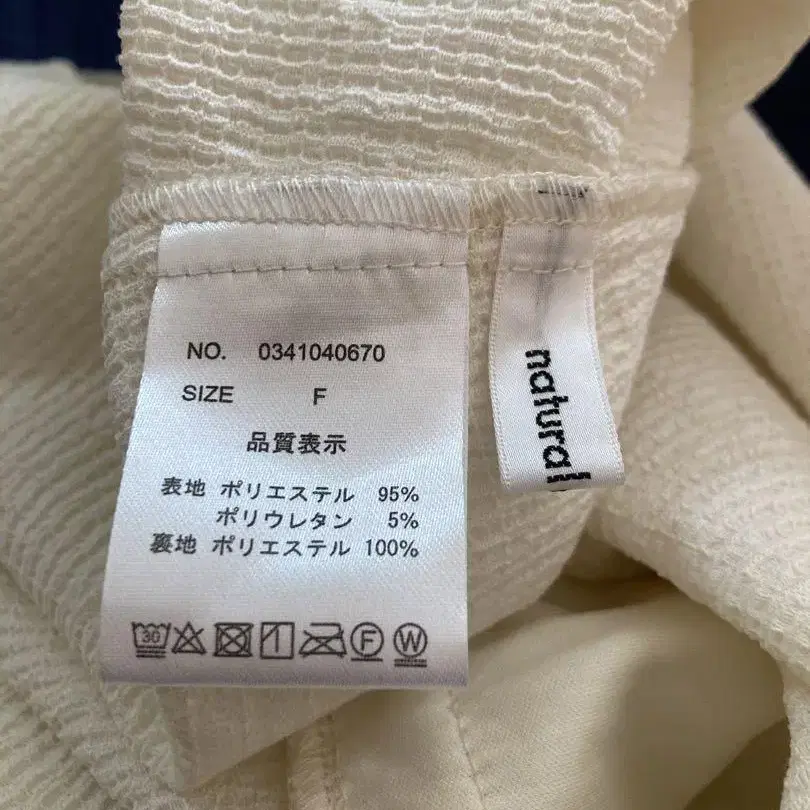 NO. 0341040670
SIZE F
品質表示
表地 ポリエステル 95%
ポリウレタン 5%
裏地 ポリエステル 100%
30 F W
natural